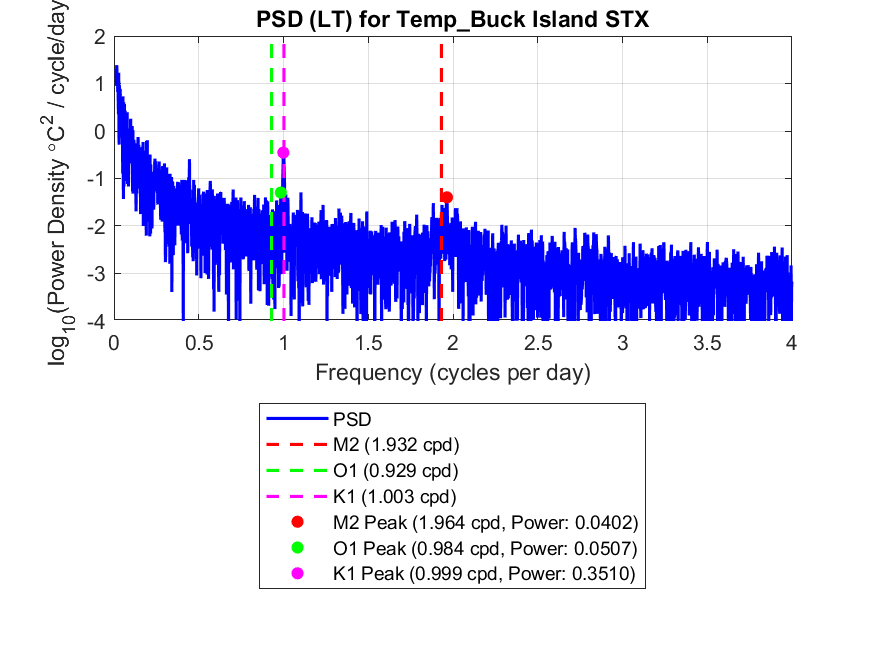 PSD (LT) for Temp_Buck Island STX
log10(Power Density °C2 / cycle/day
2
1
0
-1
-2
-3
-4
0 0.5 1 1.5 2 2.5 3 3.5 4
Frequency (cycles per day)
PSD
M2 (1.932 cpd)
O1 (0.929 cpd)
K1 (1.003 cpd)
M2 Peak (1.964 cpd, Power: 0.0402)
O1 Peak (0.984 cpd, Power: 0.0507)
K1 Peak (0.999 cpd, Power: 0.3510)